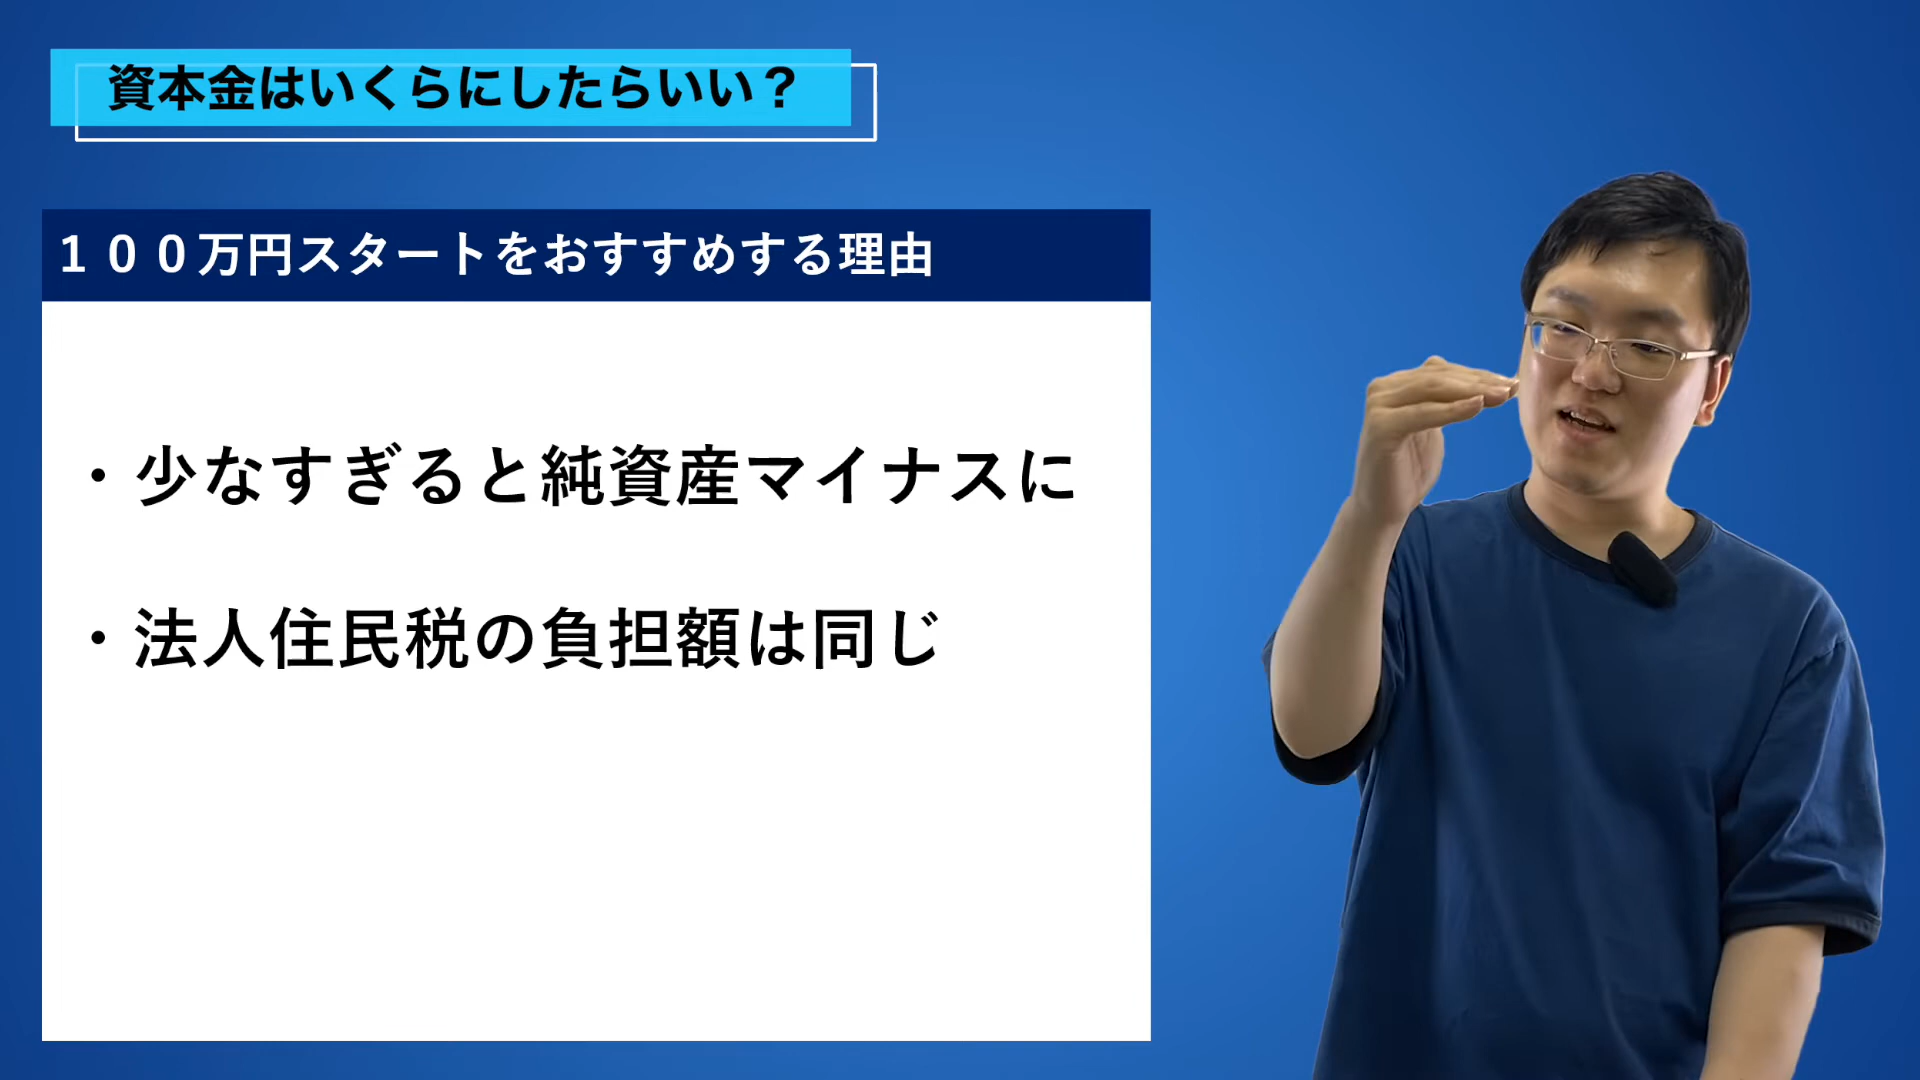 資本金はいくらにしたらいい？
１００万円スタートをおすすめする理由
・少なすぎると純資産マイナスに
・法人住民税の負担額は同じ